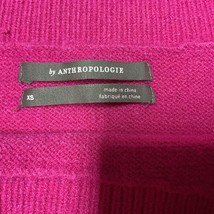 by ANTHROPOLOGIE
XS
made in china
fabriqué en chine